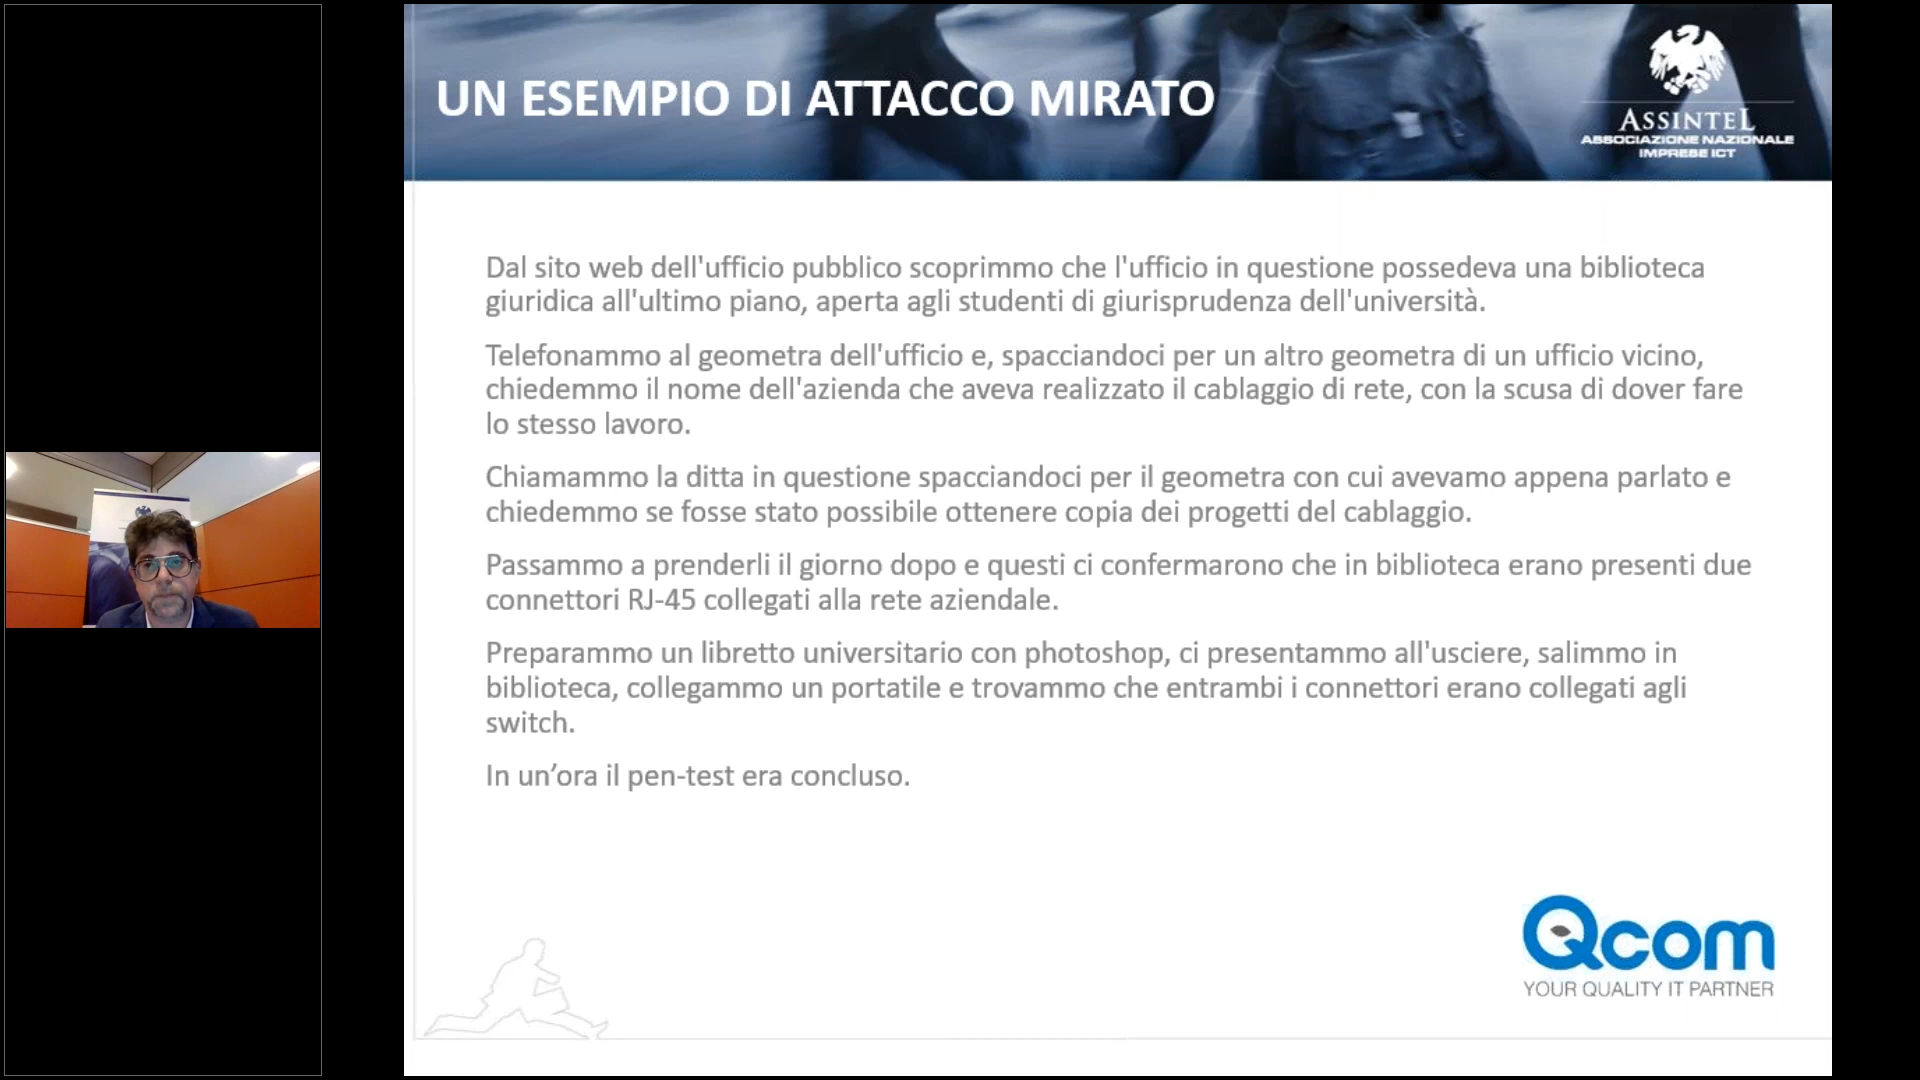 UN ESEMPIO DI ATTACCO MIRATO
ASSINTEL
ASSOCIAZIONE NAZIONALE
IMPRESE ICT
Dal sito web dell'ufficio pubblico scoprimmo che l'ufficio in questione possedeva una biblioteca
giuridica all'ultimo piano, aperta agli studenti di giurisprudenza dell'università.
Telefonammo al geometra dell'ufficio e, spacciandoci per un altro geometra di un ufficio vicino,
chiedemmo il nome dell'azienda che aveva realizzato il cablaggio di rete, con la scusa di dover fare
lo stesso lavoro.
Chiamammo la ditta in questione spacciandoci per il geometra con cui avevamo appena parlato e
chiedemmo se fosse stato possibile ottenere copia dei progetti del cablaggio.
Passammo a prenderli il giorno dopo e questi ci confermarono che in biblioteca erano presenti due
connettori RJ-45 collegati alla rete aziendale.
Preparammo un libretto universitario con photoshop, ci presentammo all'usciere, salimmo in
biblioteca, collegammo un portatile e trovammo che entrambi i connettori erano collegati agli
switch.
In un’ora il pen-test era concluso.
Qcom
YOUR QUALITY IT PARTNER